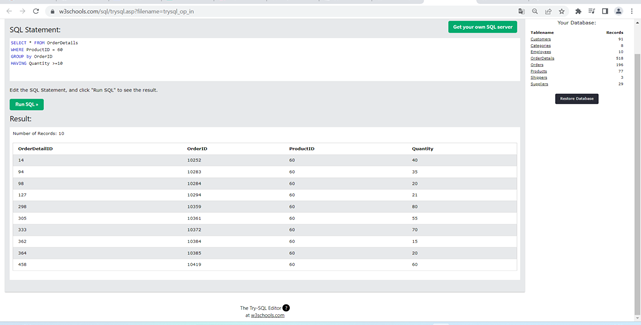 w3schools.com/sql/trysql.asp?filename=trysql_op_in
SQL Statement:
Get your own SQL server
SELECT * FROM OrderDetails
WHERE ProductID = 60
GROUP by OrderID
HAVING Quantity >=10
Edit the SQL Statement, and click "Run SQL" to see the result.
Run SQL »
Result:
Number of Records: 10
OrderDetailID OrderID ProductID Quantity
14 10252 60 40
94 10283 60 35
98 10284 60 20
127 10294 60 21
298 10359 60 80
305 10361 60 55
333 10372 60 70
362 10384 60 15
364 10385 60 20
458 10419 60 60
Your Database:
Tablename Records
Customers 91
Categories 8
Employees 10
OrderDetails 518
Orders 196
Products 77
Shippers 3
Suppliers 29
Restore Database
The Try-SQL Editor ?
at w3schools.com